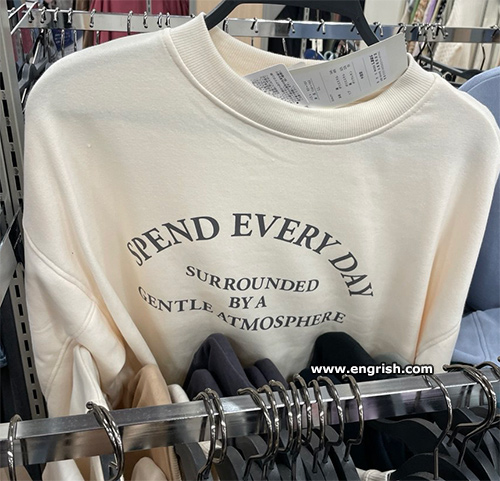 SPEND EVERY DAY
SURROUNDED
BY A
GENTLE ATMOSPHERE
www.engrish.com